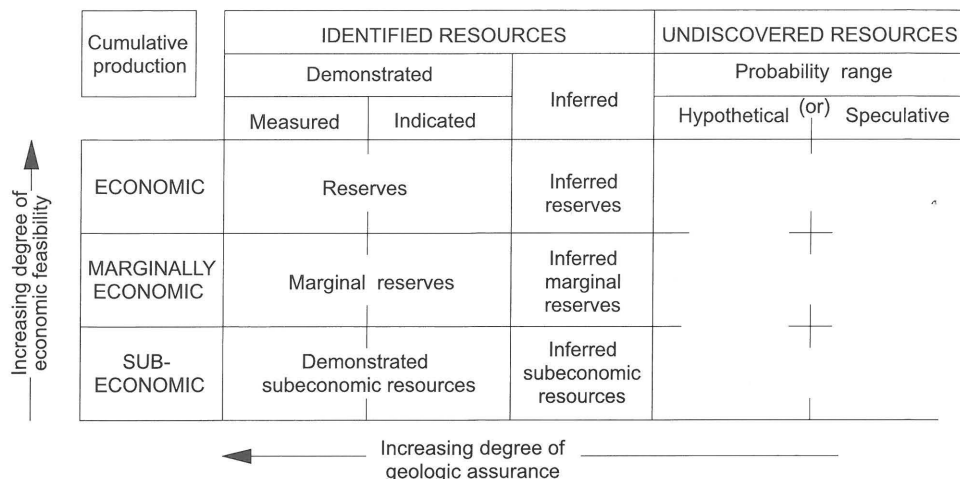 Cumulative
production
IDENTIFIED RESOURCES
UNDISCOVERED RESOURCES
Demonstrated
Inferred
Probability range
Measured
Indicated
Hypothetical (or) Speculative
Increasing degree of
economic feasibility
ECONOMIC
Reserves
Inferred
reserves
MARGINALLY
ECONOMIC
Marginal reserves
Inferred
marginal
reserves
SUB-
ECONOMIC
Demonstrated
subeconomic resources
Inferred
subeconomic
resources
Increasing degree of
geologic assurance